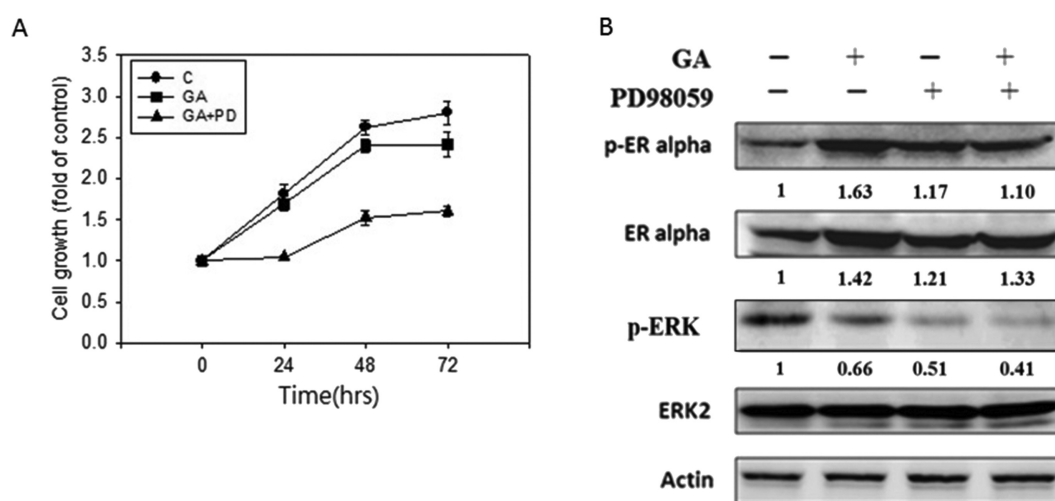 A
Cell growth (fold of control)
3.5
3.0
2.5
2.0
1.5
1.0
0.5
0.0
C
GA
GA+PD
0 24 48 72
Time(hrs)
B
GA − + − +
PD98059 − − + +
p-ER alpha
1 1.63 1.17 1.10
ER alpha
1 1.42 1.21 1.33
p-ERK
1 0.66 0.51 0.41
ERK2
Actin